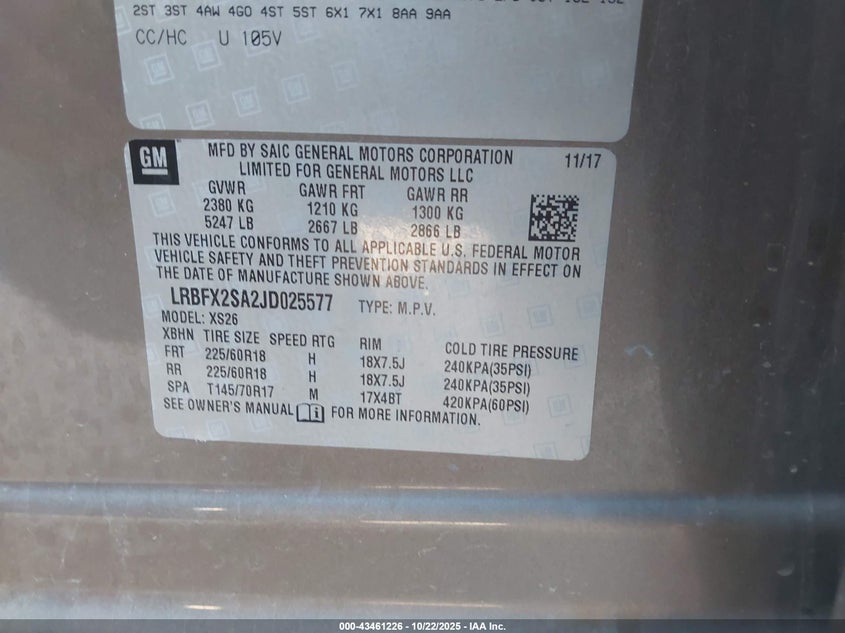 2ST 3ST 4AW 4GO 4ST 5ST 6X1 7X1 8AA 9AA
CC/HC U 105V
GM
MFD BY SAIC GENERAL MOTORS CORPORATION 11/17
LIMITED FOR GENERAL MOTORS LLC
GVWR GAWR FRT GAWR RR
2380 KG 1210 KG 1300 KG
5247 LB 2667 LB 2866 LB
THIS VEHICLE CONFORMS TO ALL APPLICABLE U.S. FEDERAL MOTOR
VEHICLE SAFETY AND THEFT PREVENTION STANDARDS IN EFFECT ON
THE DATE OF MANUFACTURE SHOWN ABOVE.
LRBFX2SA2JD025577 TYPE: M.P.V.
MODEL: XS26
XBHN TIRE SIZE SPEED RTG RIM COLD TIRE PRESSURE
FRT 225/60R18 H 18X7.5J 240KPA(35PSI)
RR 225/60R18 H 18X7.5J 240KPA(35PSI)
SPA T145/70R17 M 17X4BT 420KPA(60PSI)
SEE OWNER'S MANUAL FOR MORE INFORMATION.
000-43461226 - 10/22/2025 - IAA Inc.